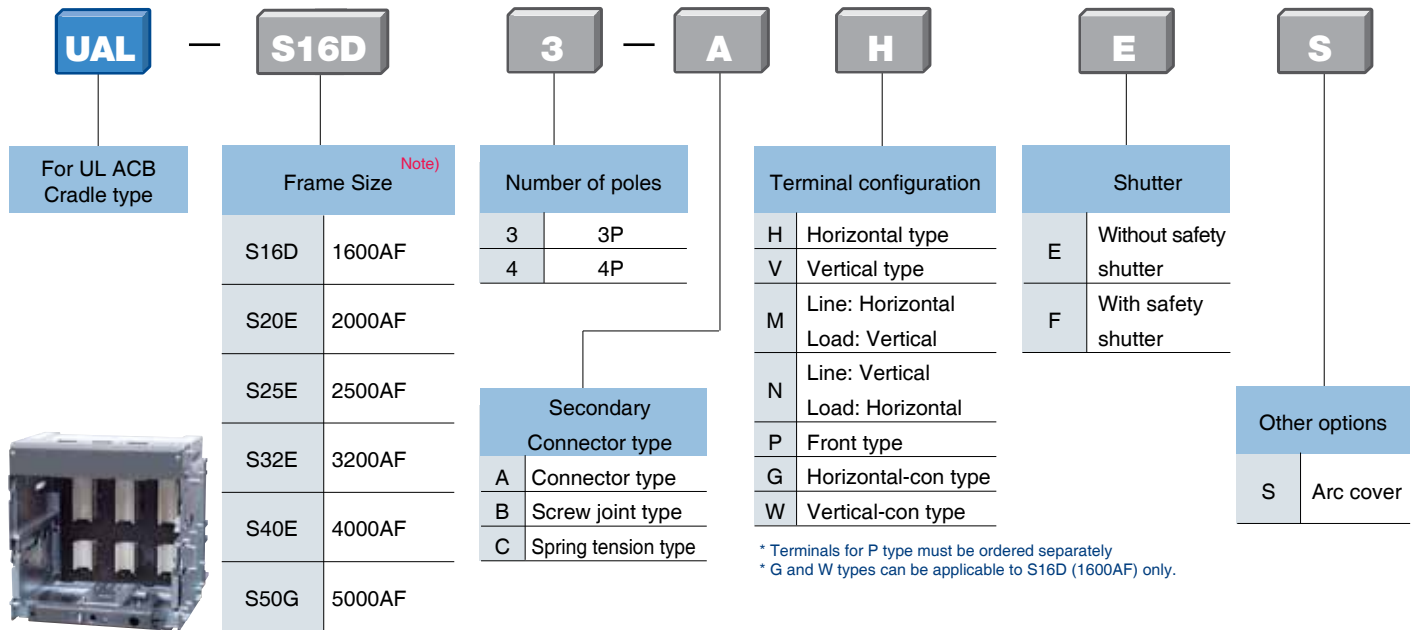 UAL — S16D 3 — A H E S
For UL ACB
Cradle type
Frame Size Note)
S16D 1600AF
S20E 2000AF
S25E 2500AF
S32E 3200AF
S40E 4000AF
S50G 5000AF
Number of poles
3 3P
4 4P
Secondary
Connector type
A Connector type
B Screw joint type
C Spring tension type
Terminal configuration
H Horizontal type
V Vertical type
M Line: Horizontal
Load: Vertical
N Line: Vertical
Load: Horizontal
P Front type
G Horizontal-con type
W Vertical-con type
* Terminals for P type must be ordered separately
* G and W types can be applicable to S16D (1600AF) only.
Shutter
E Without safety
shutter
F With safety
shutter
Other options
S Arc cover